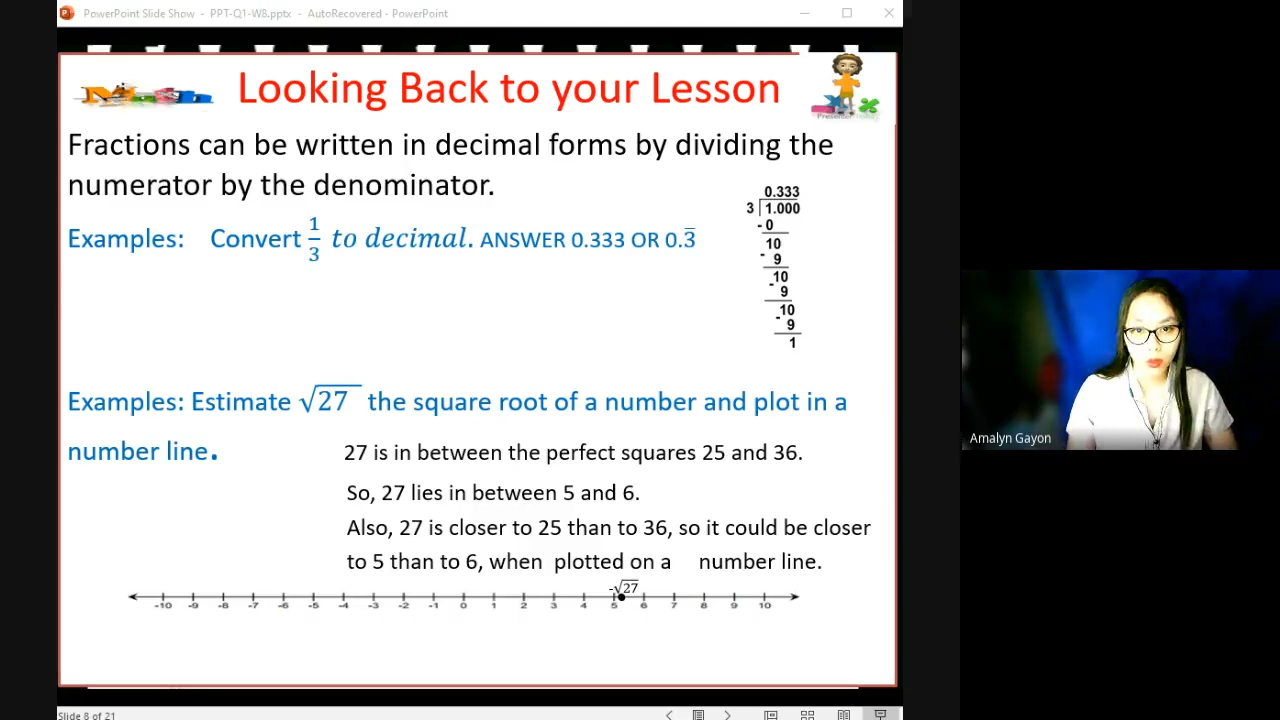 PowerPoint Slide Show - PPT-Q1-W8.pptx - AutoRecovered - PowerPoint
Math
Looking Back to your Lesson
Fractions can be written in decimal forms by dividing the
numerator by the denominator.
Examples: Convert 1/3 to decimal. ANSWER 0.333 OR 0.3̅
0.333
3 1.000
-0
10
- 9
10
- 9
10
- 9
1
Examples: Estimate √27 the square root of a number and plot in a
number line.
27 is in between the perfect squares 25 and 36.
So, 27 lies in between 5 and 6.
Also, 27 is closer to 25 than to 36, so it could be closer
to 5 than to 6, when plotted on a number line.
-√27
-10 -9 -8 -7 -6 -5 -4 -3 -2 -1 0 1 2 3 4 5 6 7 8 9 10
Slide 8 of 21
Amalyn Gayon